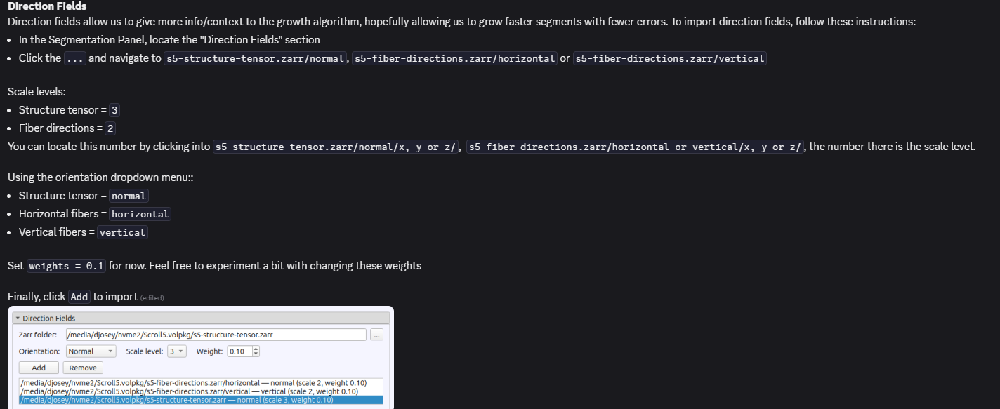 Direction Fields
Direction fields allow us to give more info/context to the growth algorithm, hopefully allowing us to grow faster segments with fewer errors. To import direction fields, follow these instructions:
• In the Segmentation Panel, locate the "Direction Fields" section
• Click the ... and navigate to s5-structure-tensor.zarr/normal, s5-fiber-directions.zarr/horizontal or s5-fiber-directions.zarr/vertical
Scale levels:
• Structure tensor = 3
• Fiber directions = 2
You can locate this number by clicking into s5-structure-tensor.zarr/normal/x, y or z/, s5-fiber-directions.zarr/horizontal or vertical/x, y or z/, the number there is the scale level.
Using the orientation dropdown menu::
• Structure tensor = normal
• Horizontal fibers = horizontal
• Vertical fibers = vertical
Set weights = 0.1 for now. Feel free to experiment a bit with changing these weights
Finally, click Add to import (edited)
Direction Fields
Zarr folder: /media/djosey/nvme2/Scroll5.volpkg/s5-structure-tensor.zarr ...
Orientation: Normal Scale level: 3 Weight: 0.10
Add Remove
/media/djosey/nvme2/Scroll5.volpkg/s5-fiber-directions.zarr/horizontal — normal (scale 2, weight 0.10)
/media/djosey/nvme2/Scroll5.volpkg/s5-fiber-directions.zarr/vertical — vertical (scale 2, weight 0.10)
/media/djosey/nvme2/Scroll5.volpkg/s5-structure-tensor.zarr — normal (scale 3, weight 0.10)